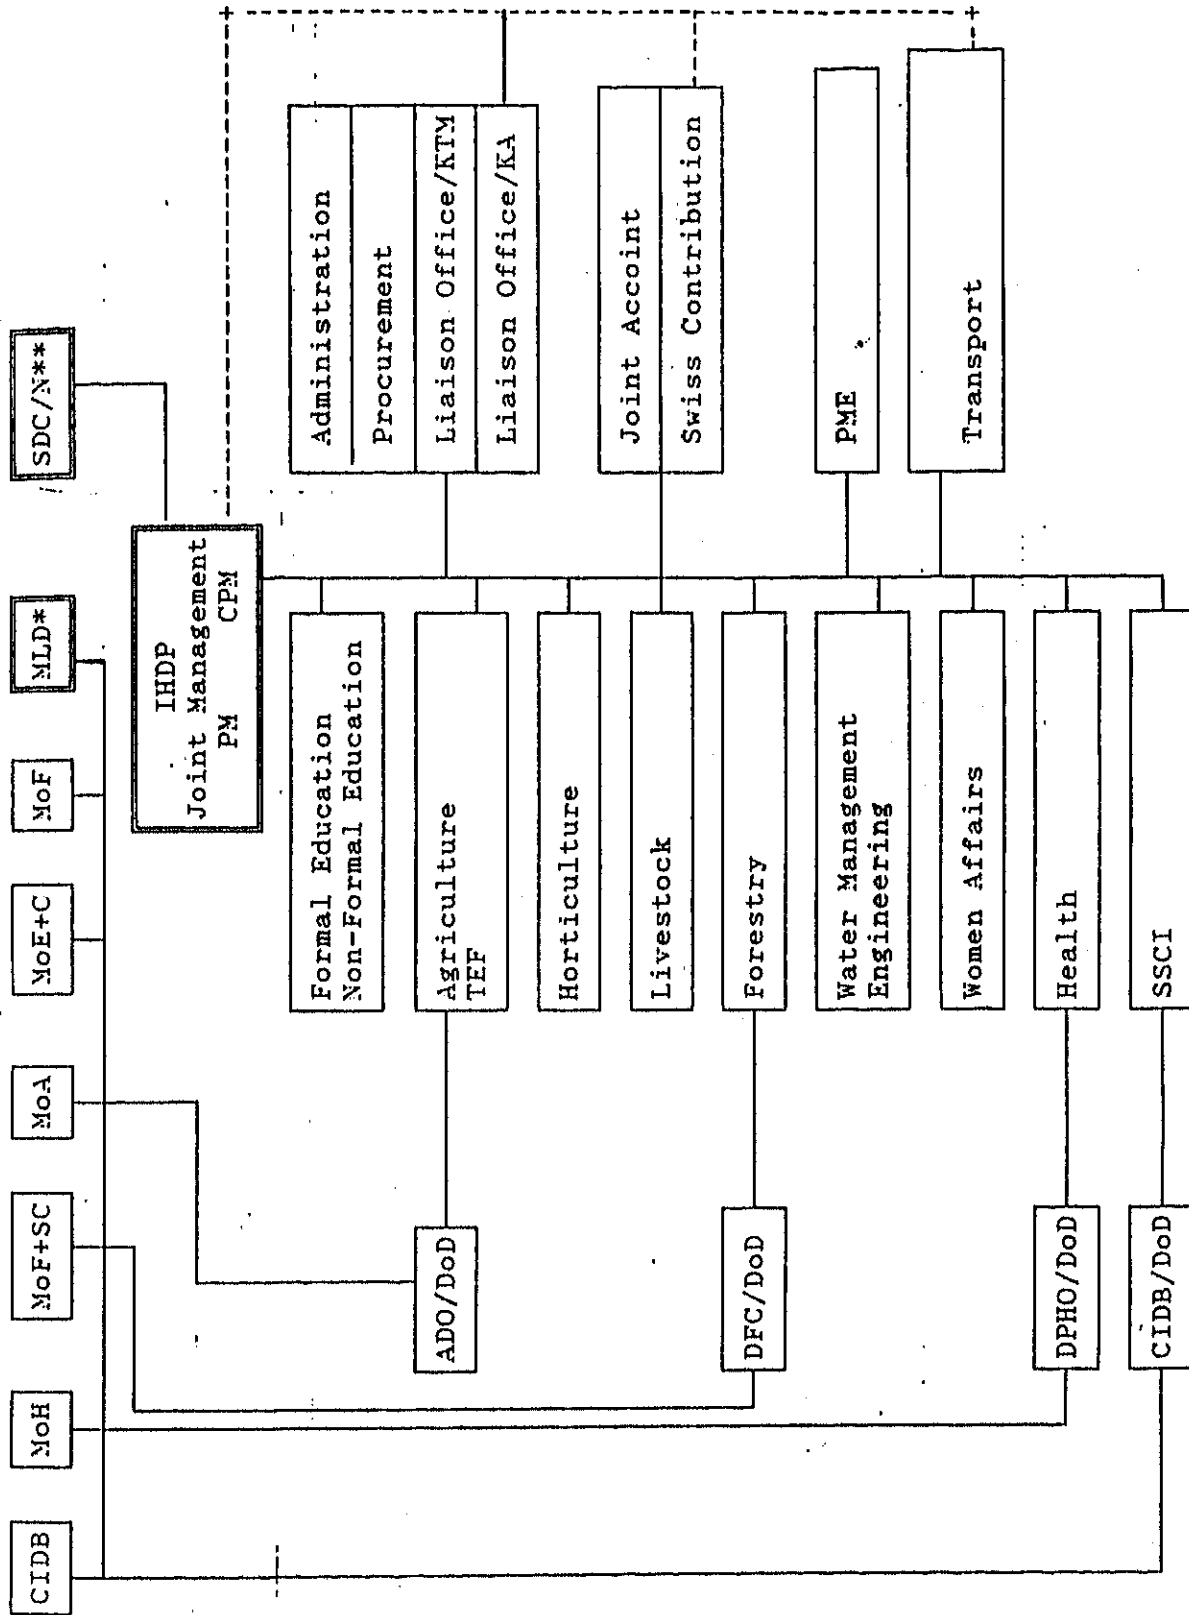 CIDB
MoH
MoF+SC
MoA
MoE+C
MoF
MLD*
SDC/N**
IHDP
Joint Management
PM CPM
Formal Education
Non-Formal Education
Agriculture
TEF
Horticulture
Livestock
Forestry
Water Management
Engineering
Women Affairs
Health
SSCI
ADO/DoD
DFC/DoD
DPHO/DoD
CIDB/DoD
Administration
Procurement
Liaison Office/KTM
Liaison Office/KA
Joint Accoint
Swiss Contribution
PME
Transport